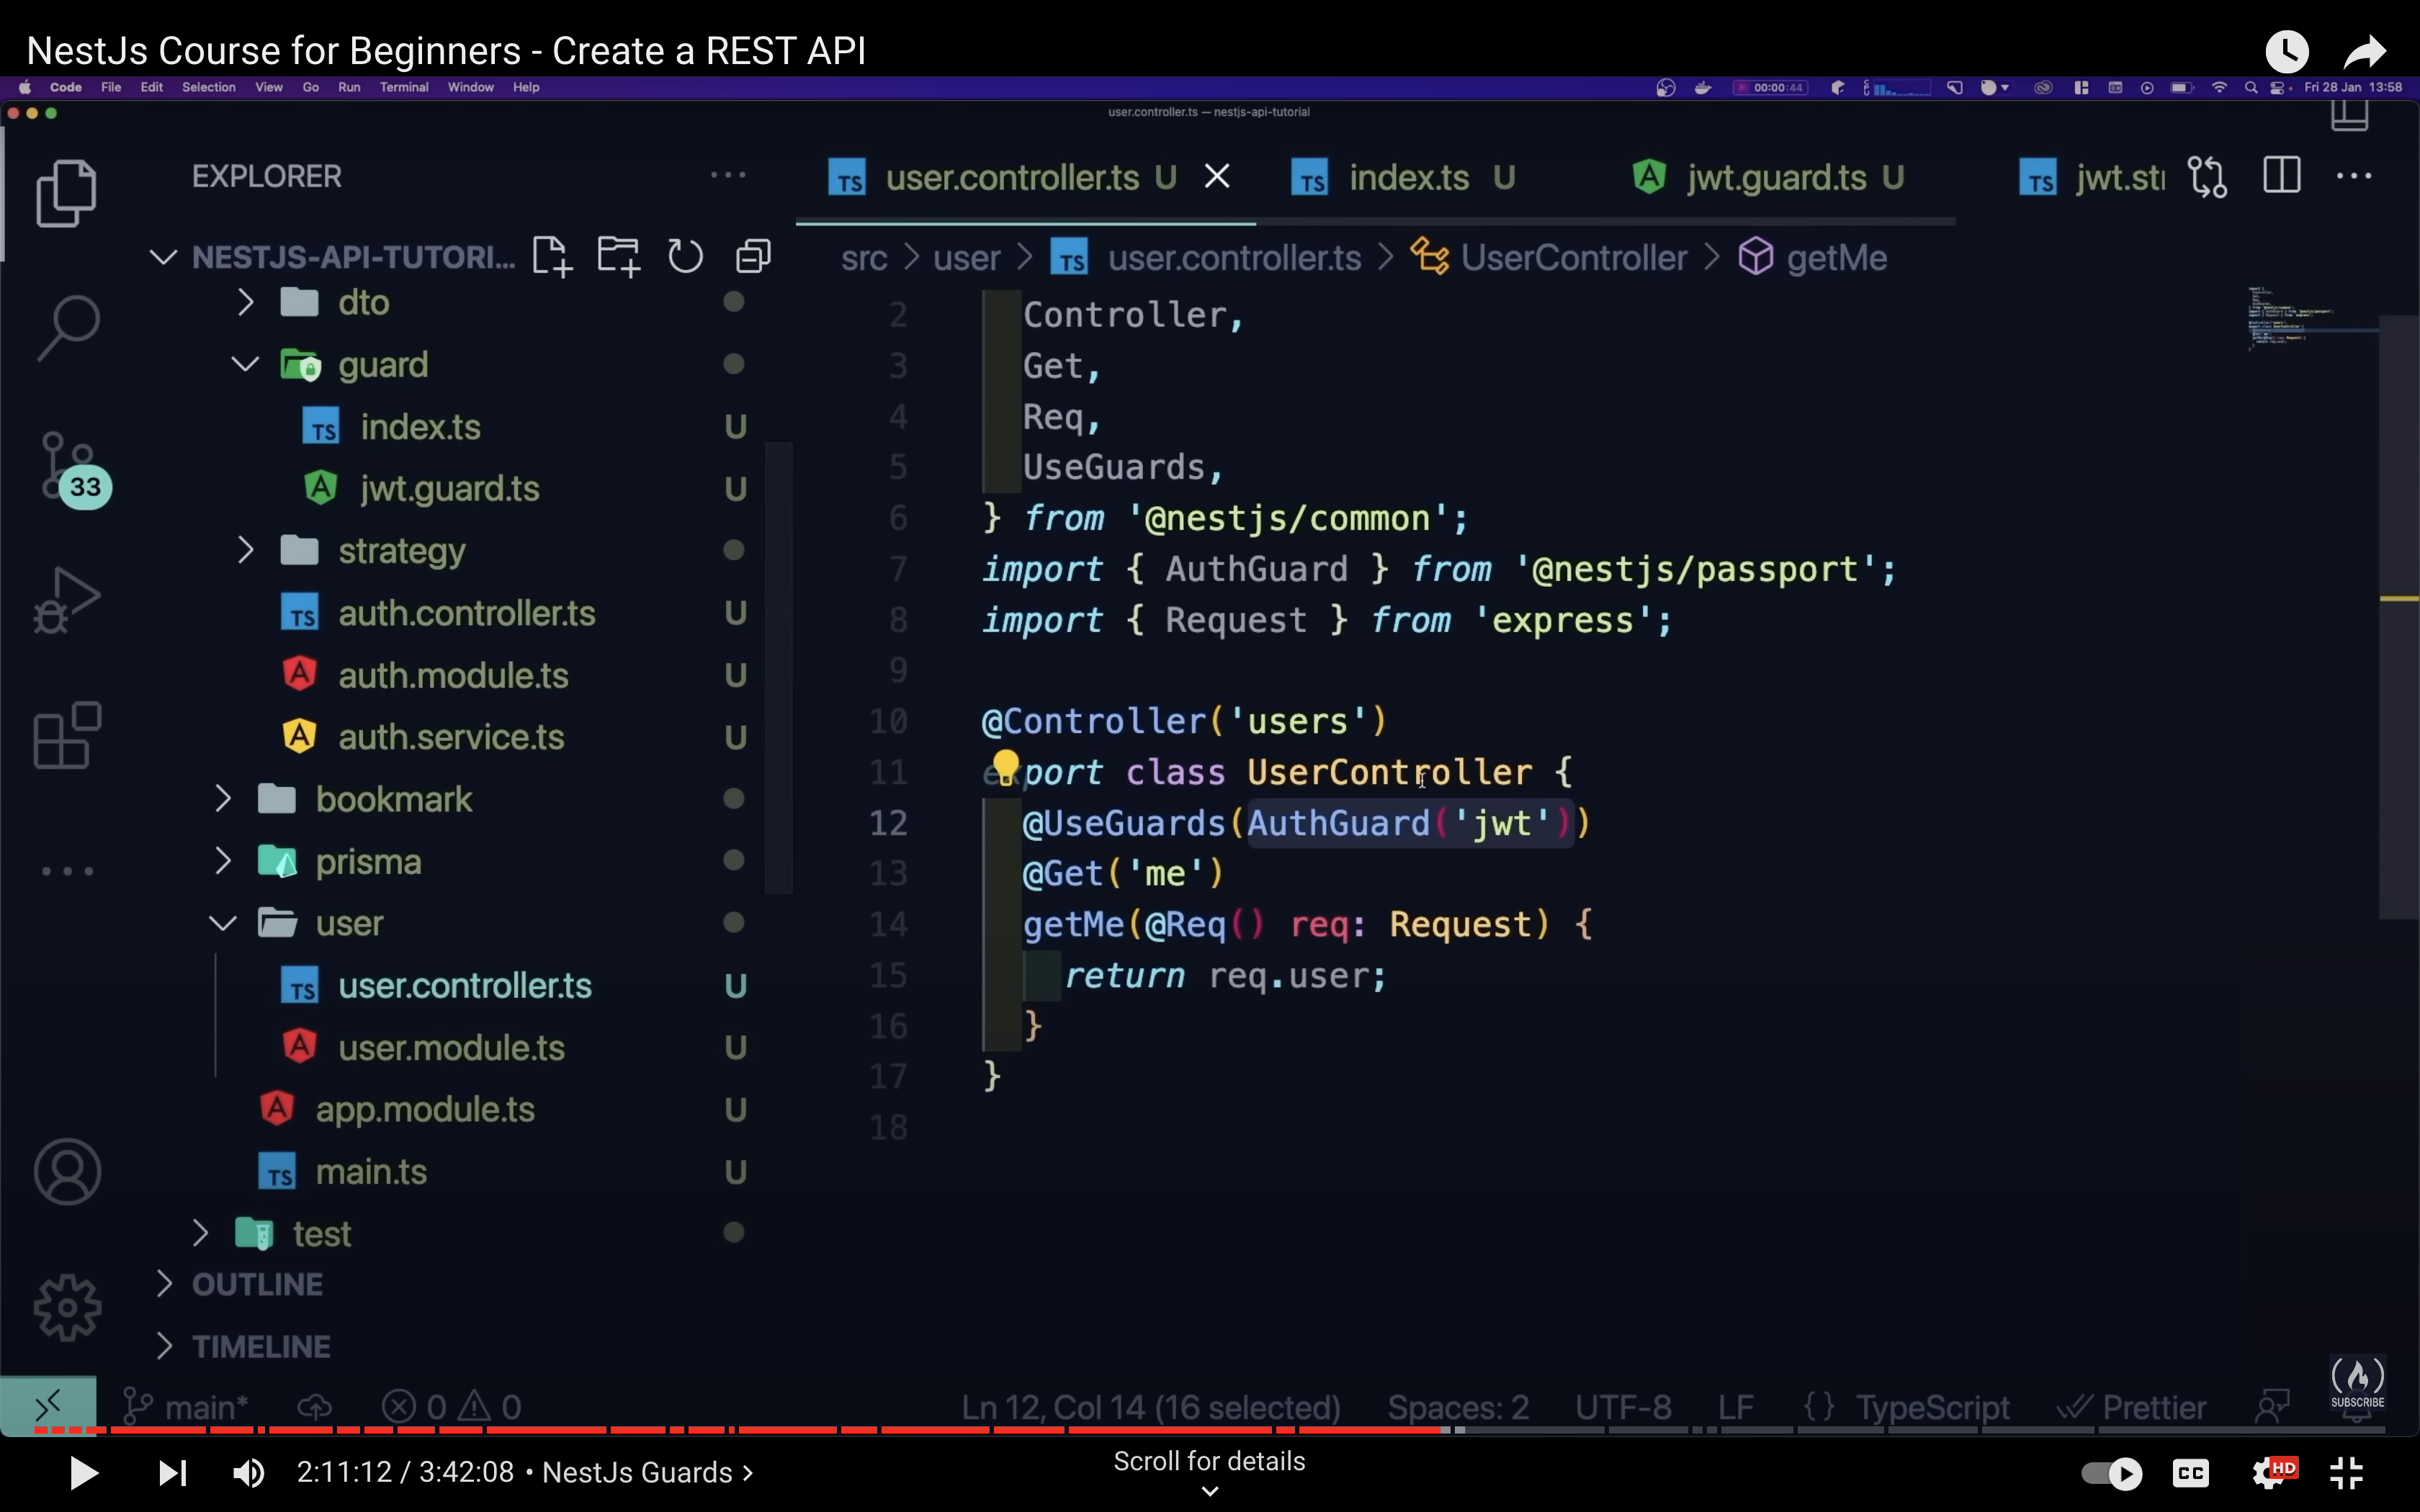 NestJs Course for Beginners - Create a REST API
Code File Edit Selection View Go Run Terminal Window Help 00:00:44 Fri 28 Jan 13:58
user.controller.ts — nestjs-api-tutorial
EXPLORER
user.controller.ts U
index.ts U
jwt.guard.ts U
jwt.str
NESTJS-API-TUTORI...
src > user > TS user.controller.ts > UserController > getMe
dto
guard
TS index.ts U
jwt.guard.ts U
33
strategy
TS auth.controller.ts U
auth.module.ts U
auth.service.ts U
bookmark
prisma
user
TS user.controller.ts U
user.module.ts U
app.module.ts U
TS main.ts U
test
OUTLINE
TIMELINE
2 Controller,
3 Get,
4 Req,
5 UseGuards,
6 } from '@nestjs/common';
7 import { AuthGuard } from '@nestjs/passport';
8 import { Request } from 'express';
9
10 @Controller('users')
11 export class UserController {
12 @UseGuards(AuthGuard('jwt'))
13 @Get('me')
14 getMe(@Req() req: Request) {
15 return req.user;
16 }
17 }
18
main* 0 0 Ln 12, Col 14 (16 selected) Spaces: 2 UTF-8 LF {} TypeScript Prettier
SUBSCRIBE
2:11:12 / 3:42:08 • NestJs Guards >
Scroll for details
CC HD